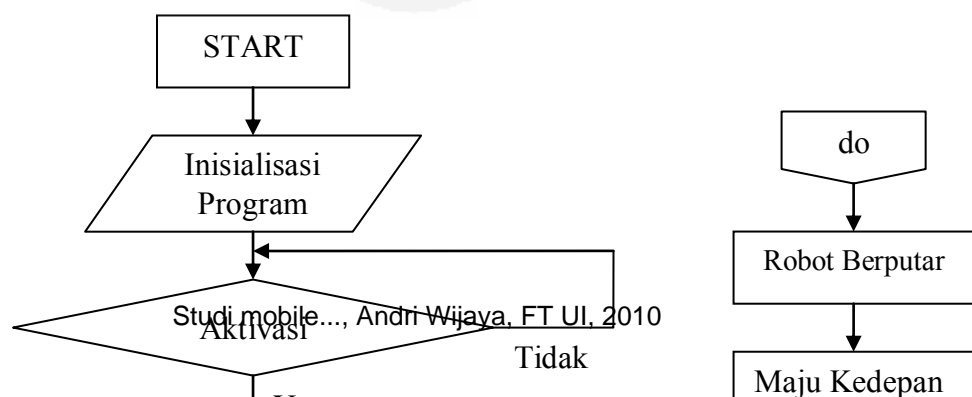 START
Inisialisasi
Program
Aktivasi
Studi mobile..., Andri Wijaya, FT UI, 2010
Tidak
do
Robot Berputar
Maju Kedepan